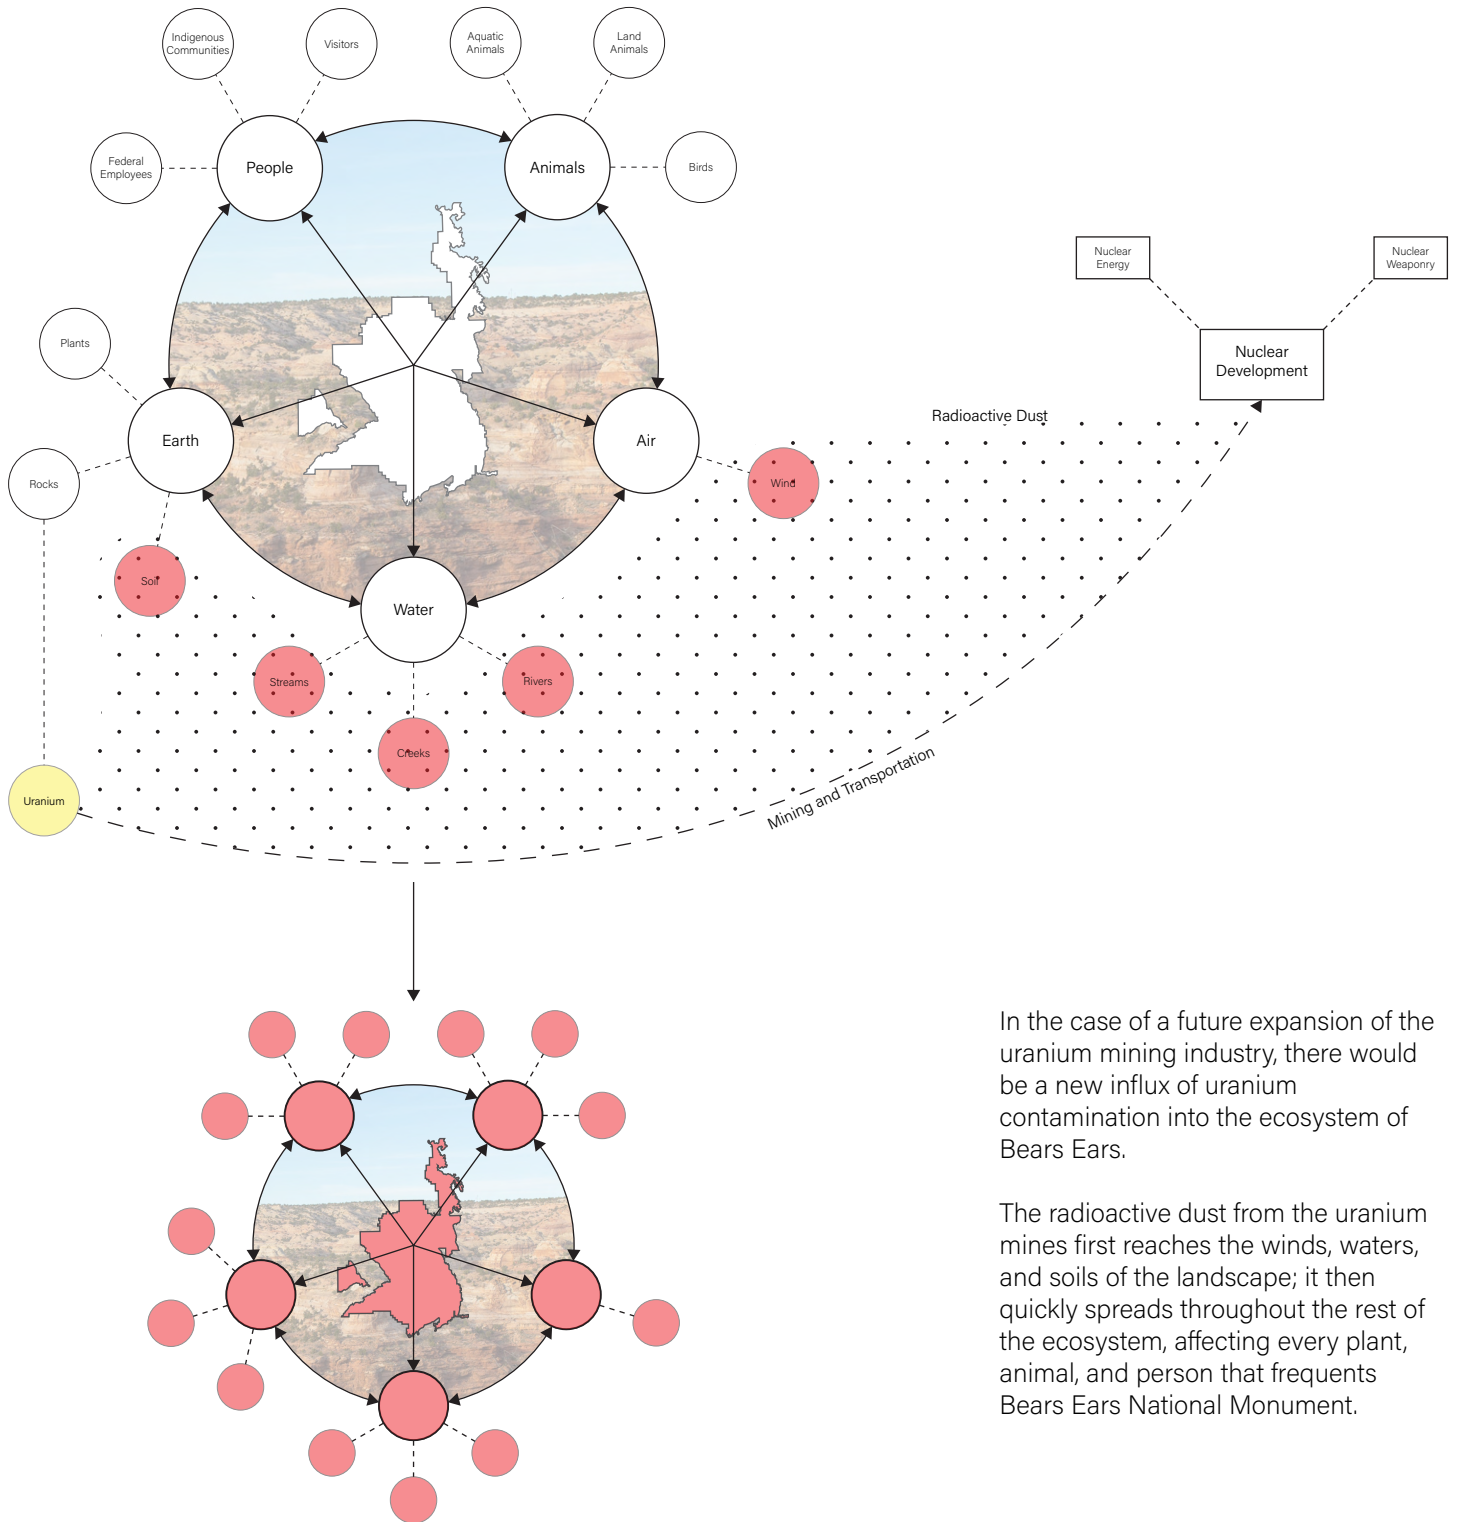 Indigenous
Communities
Visitors
Aquatic
Animals
Land
Animals
Federal
Employees
People
Animals
Birds
Nuclear
Energy
Nuclear
Weaponry
Plants
Nuclear
Development
Radioactive Dust
Earth
Air
Rocks
Wind
Soil
Water
Streams
Rivers
Creeks
Uranium
Mining and Transportation
In the case of a future expansion of the
uranium mining industry, there would
be a new influx of uranium
contamination into the ecosystem of
Bears Ears.
The radioactive dust from the uranium
mines first reaches the winds, waters,
and soils of the landscape; it then
quickly spreads throughout the rest of
the ecosystem, affecting every plant,
animal, and person that frequents
Bears Ears National Monument.